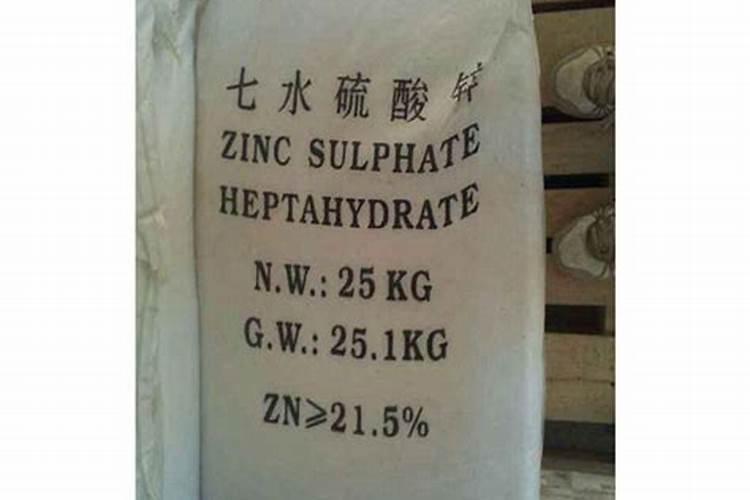 七水硫酸锌
ZINC SULPHATE
HEPTAHYDRATE
N.W.: 25 KG
G.W.: 25.1KG
ZN⩾21.5%